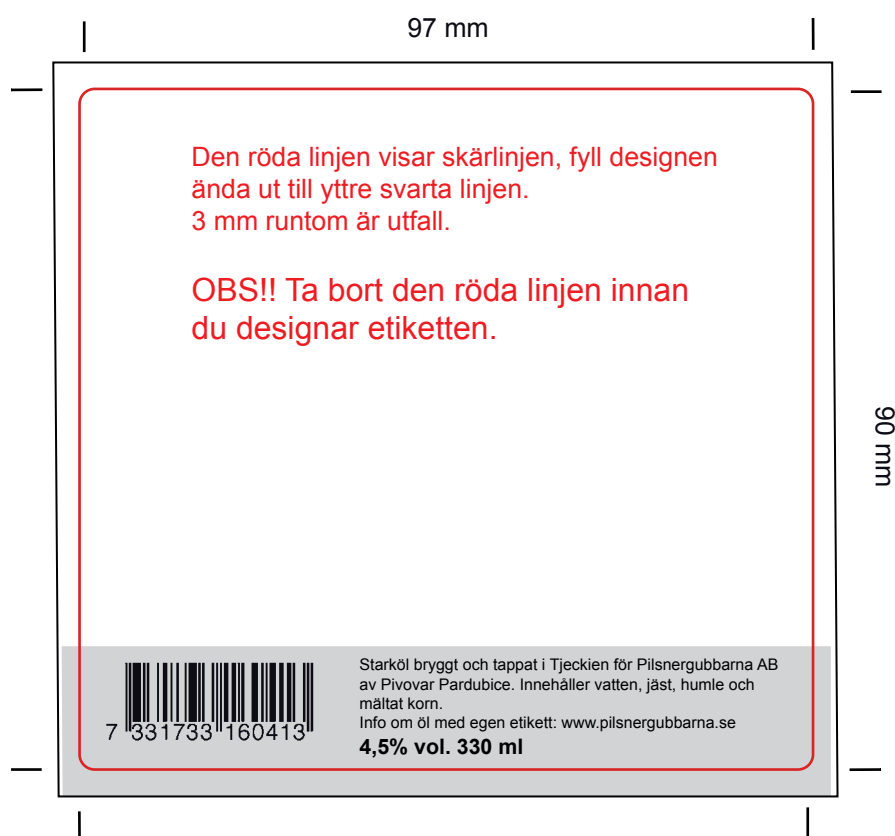 97 mm
Den röda linjen visar skärlinjen, fyll designen
ända ut till yttre svarta linjen.
3 mm runtom är utfall.
OBS!! Ta bort den röda linjen innan
du designar etiketten.
90 mm
7 331733 160413
Starköl bryggt och tappat i Tjeckien för Pilsnergubbarna AB
av Pivovar Pardubice. Innehåller vatten, jäst, humle och
mältat korn.
Info om öl med egen etikett: www.pilsnergubbarna.se
4,5% vol. 330 ml